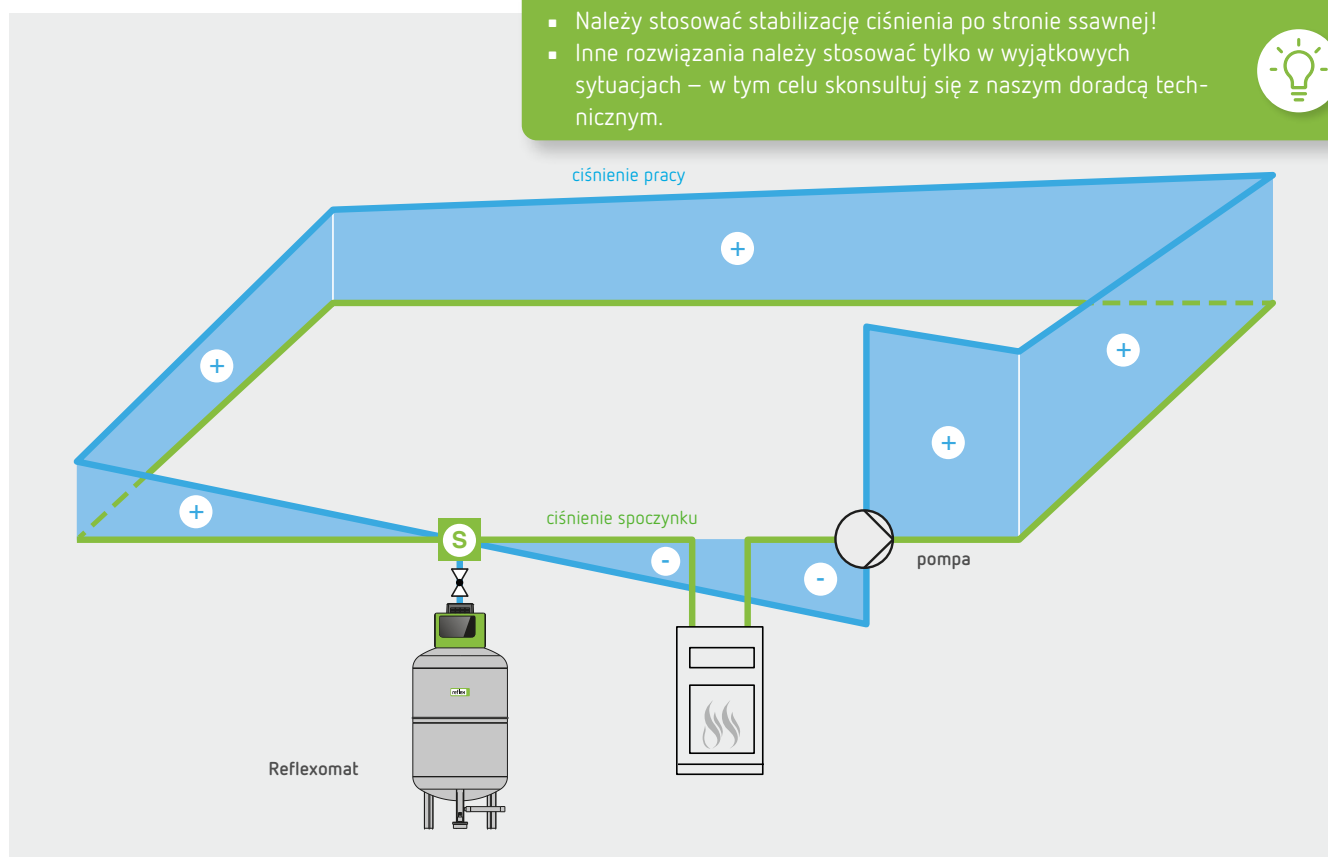 ▪ Należy stosować stabilizację ciśnienia po stronie ssawnej!
▪ Inne rozwiązania należy stosować tylko w wyjątkowych
sytuacjach – w tym celu skonsultuj się z naszym doradcą tech-
nicznym.
ciśnienie pracy
+
+
+
+
+
ciśnienie spoczynku
S
-
-
pompa
reflex
Reflexomat